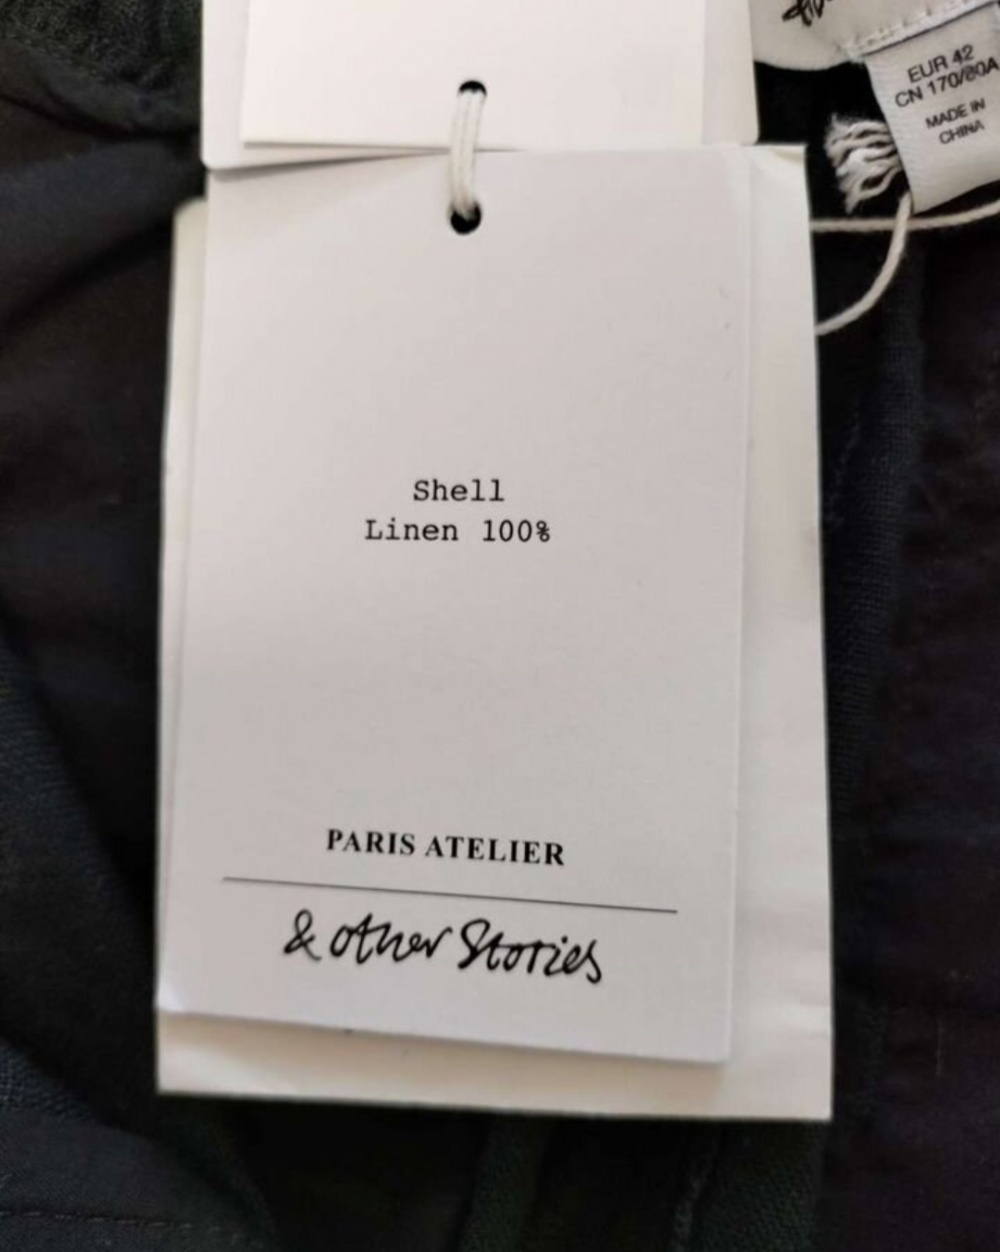 EUR 42
CN 170/80A
MADE IN
CHINA
Shell
Linen 100%
PARIS ATELIER
& other Stories